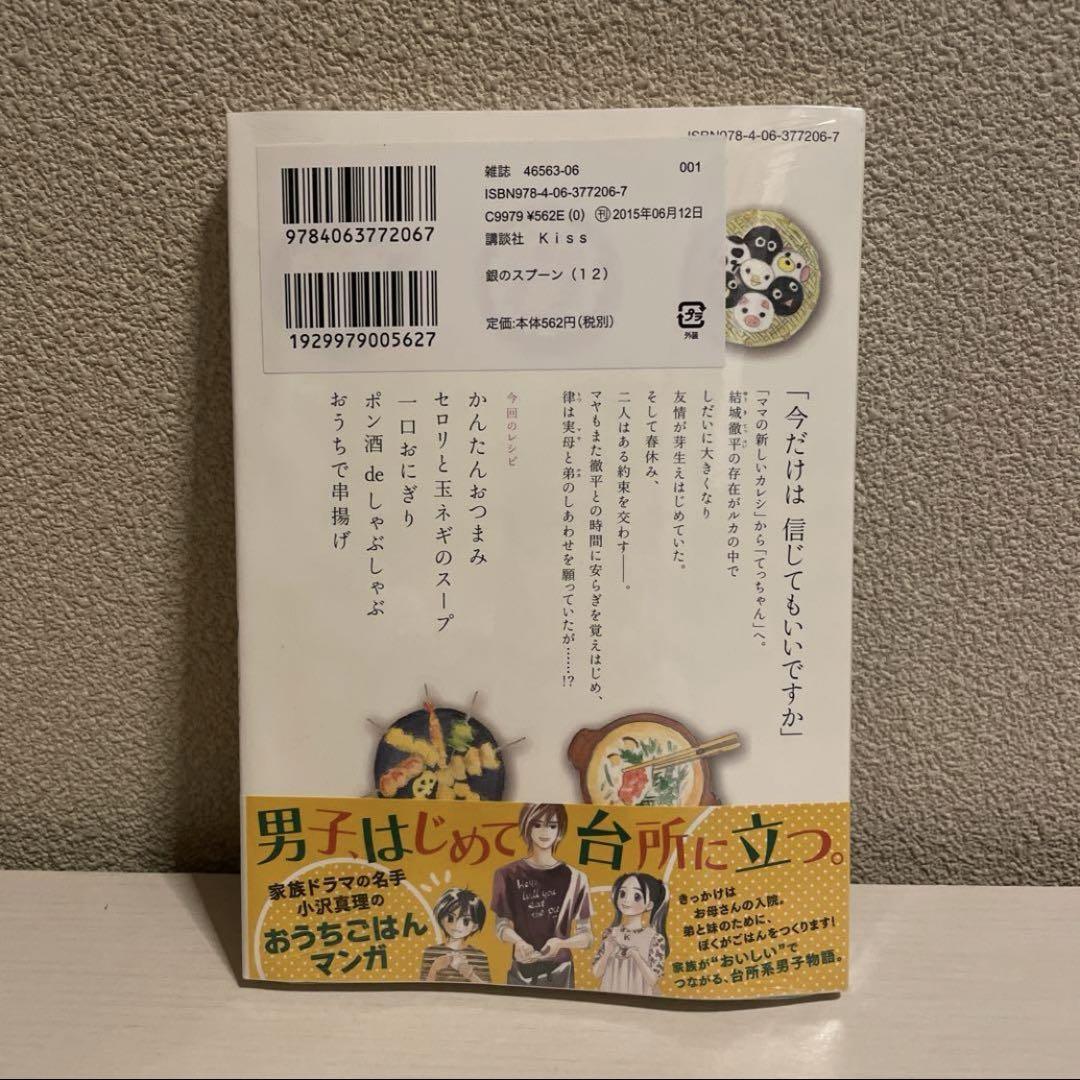 ISBN978-4-06-377206-7
雑誌 46563-06
001
ISBN978-4-06-377206-7
C9979 ¥562E (0) ㊖2015年06月12日
講談社 Kiss
9784063772067
銀のスプーン（12）
定価:本体562円（税別）
1929979005627
プラ
外装
「今だけは 信じてもいいですか」
「ママの新しいカレシ」から「てっちゃん」へ。
結城徹平の存在がルカの中で
しだいに大きくなり
友情が芽生えはじめていた。
そして春休み、
二人はある約束を交わす――。
マヤもまた徹平との時間に安らぎを覚えはじめ、
律は実母と弟のしあわせを願っていたが……!?
今回のレシピ
かんたんおつまみ
セロリと玉ネギのスープ
一口おにぎり
ポン酒 de しゃぶしゃぶ
おうちで串揚げ
男子、はじめて台所に立つ。
家族ドラマの名手
小沢真理の
おうちごはん
マンガ
きっかけは
お母さんの入院。
弟と妹のために、
ぼくがごはんをつくります!
家族が“おいしい”で
つながる、台所系男子物語。